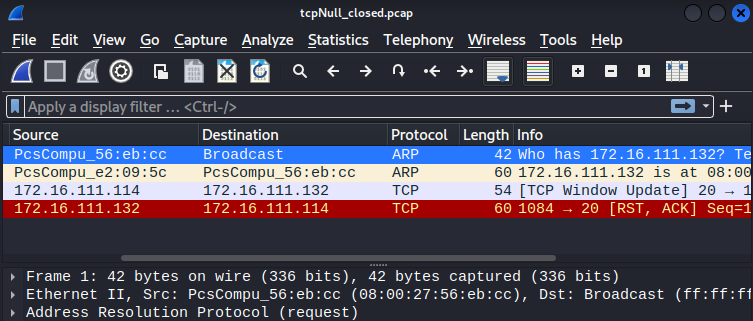 tcpNull_closed.pcap
File Edit View Go Capture Analyze Statistics Telephony Wireless Tools Help
Apply a display filter ... <Ctrl-/>
Source Destination Protocol Length Info
PcsCompu_56:eb:cc Broadcast ARP 42 Who has 172.16.111.132? Te
PcsCompu_e2:09:5c PcsCompu_56:eb:cc ARP 60 172.16.111.132 is at 08:00
172.16.111.114 172.16.111.132 TCP 54 [TCP Window Update] 20 → 1
172.16.111.132 172.16.111.114 TCP 60 1084 → 20 [RST, ACK] Seq=1
Frame 1: 42 bytes on wire (336 bits), 42 bytes captured (336 bits)
Ethernet II, Src: PcsCompu_56:eb:cc (08:00:27:56:eb:cc), Dst: Broadcast (ff:ff:ff
Address Resolution Protocol (request)